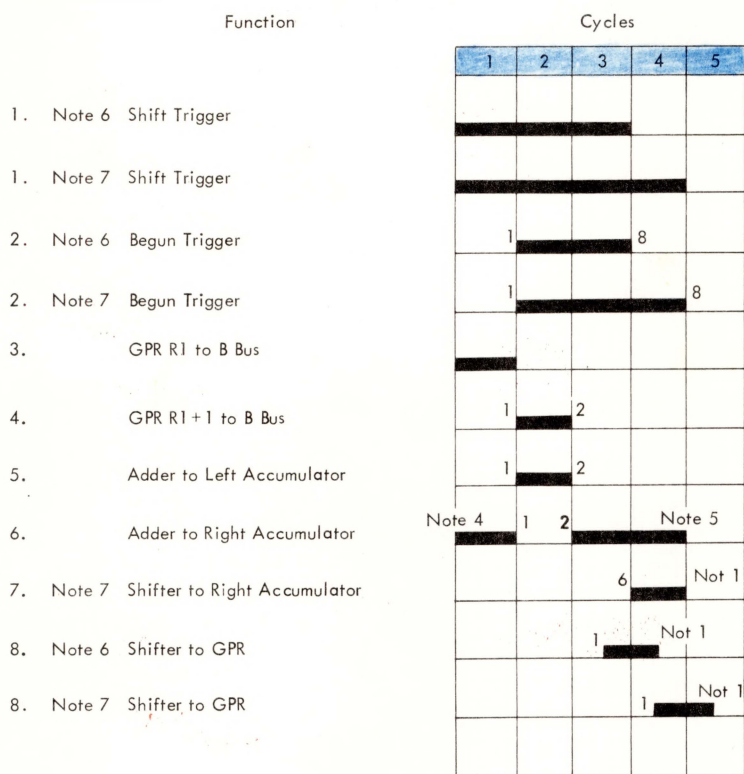 Function Cycles
1 2 3 4 5
1. Note 6 Shift Trigger
1. Note 7 Shift Trigger
2. Note 6 Begun Trigger 1 8
2. Note 7 Begun Trigger 1 8
3. GPR R1 to B Bus
4. GPR R1 + 1 to B Bus 1 2
5. Adder to Left Accumulator 1 2
6. Adder to Right Accumulator Note 4 1 2 Note 5
7. Note 7 Shifter to Right Accumulator 6 Not 1
8. Note 6 Shifter to GPR 1 Not 1
8. Note 7 Shifter to GPR 1 Not 1